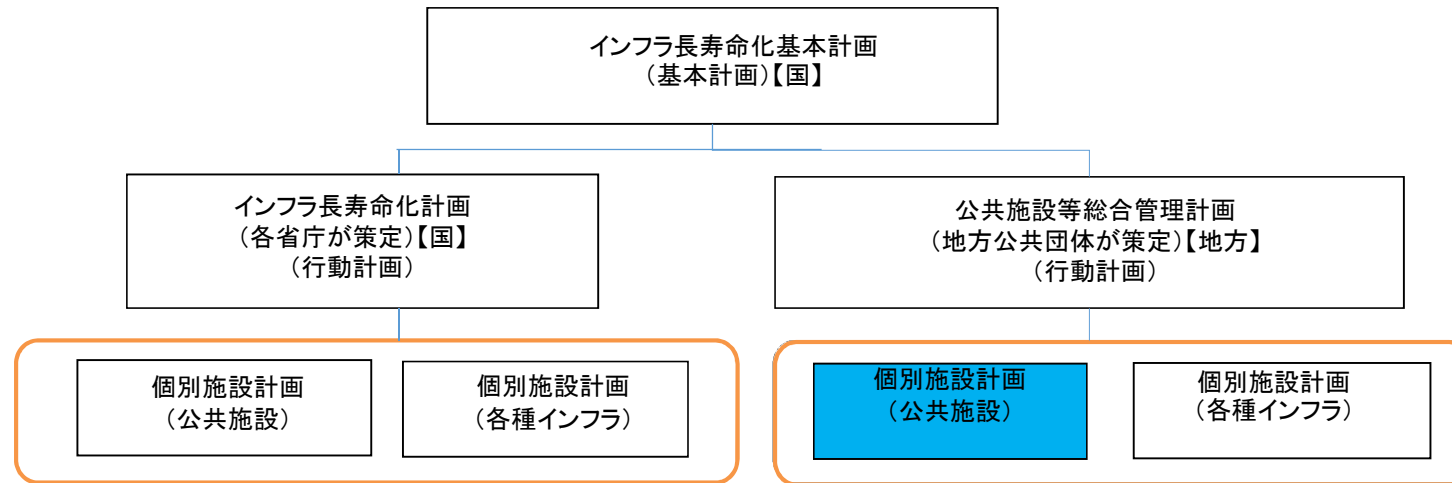 インフラ長寿命化基本計画
(基本計画)【国】
インフラ長寿命化計画
(各省庁が策定)【国】
(行動計画)
公共施設等総合管理計画
(地方公共団体が策定)【地方】
(行動計画)
個別施設計画
(公共施設)
個別施設計画
(各種インフラ)
個別施設計画
(公共施設)
個別施設計画
(各種インフラ)